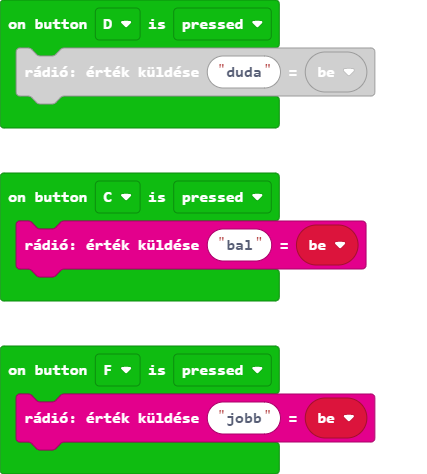 on button D is pressed
rádió: érték küldése "duda" = be
on button C is pressed
rádió: érték küldése "bal" = be
on button F is pressed
rádió: érték küldése "jobb" = be